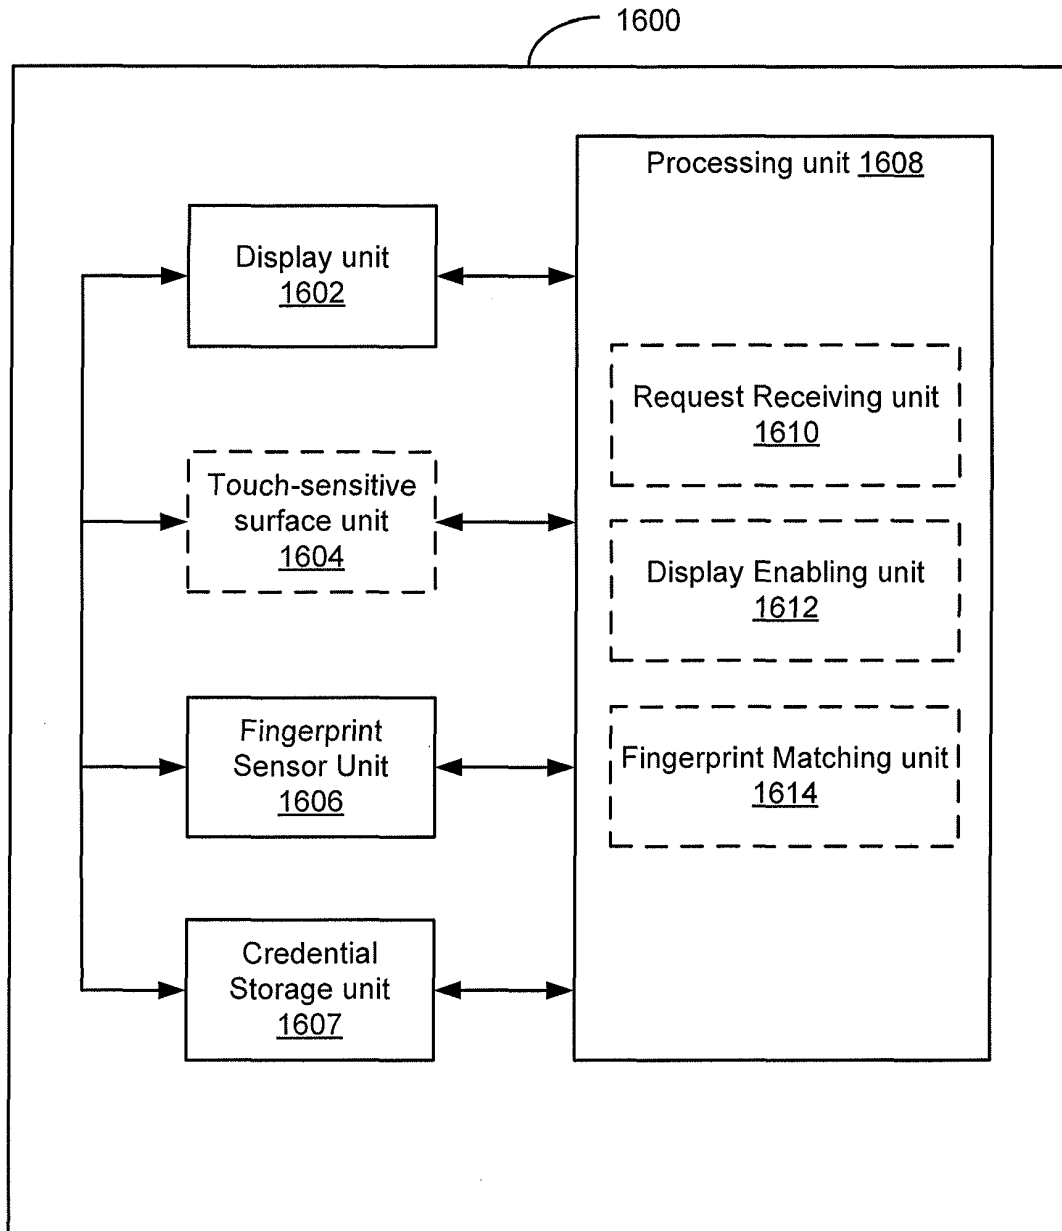 1600
Processing unit 1608
Display unit
1602
Request Receiving unit
1610
Touch-sensitive
surface unit
1604
Display Enabling unit
1612
Fingerprint
Sensor Unit
1606
Fingerprint Matching unit
1614
Credential
Storage unit
1607